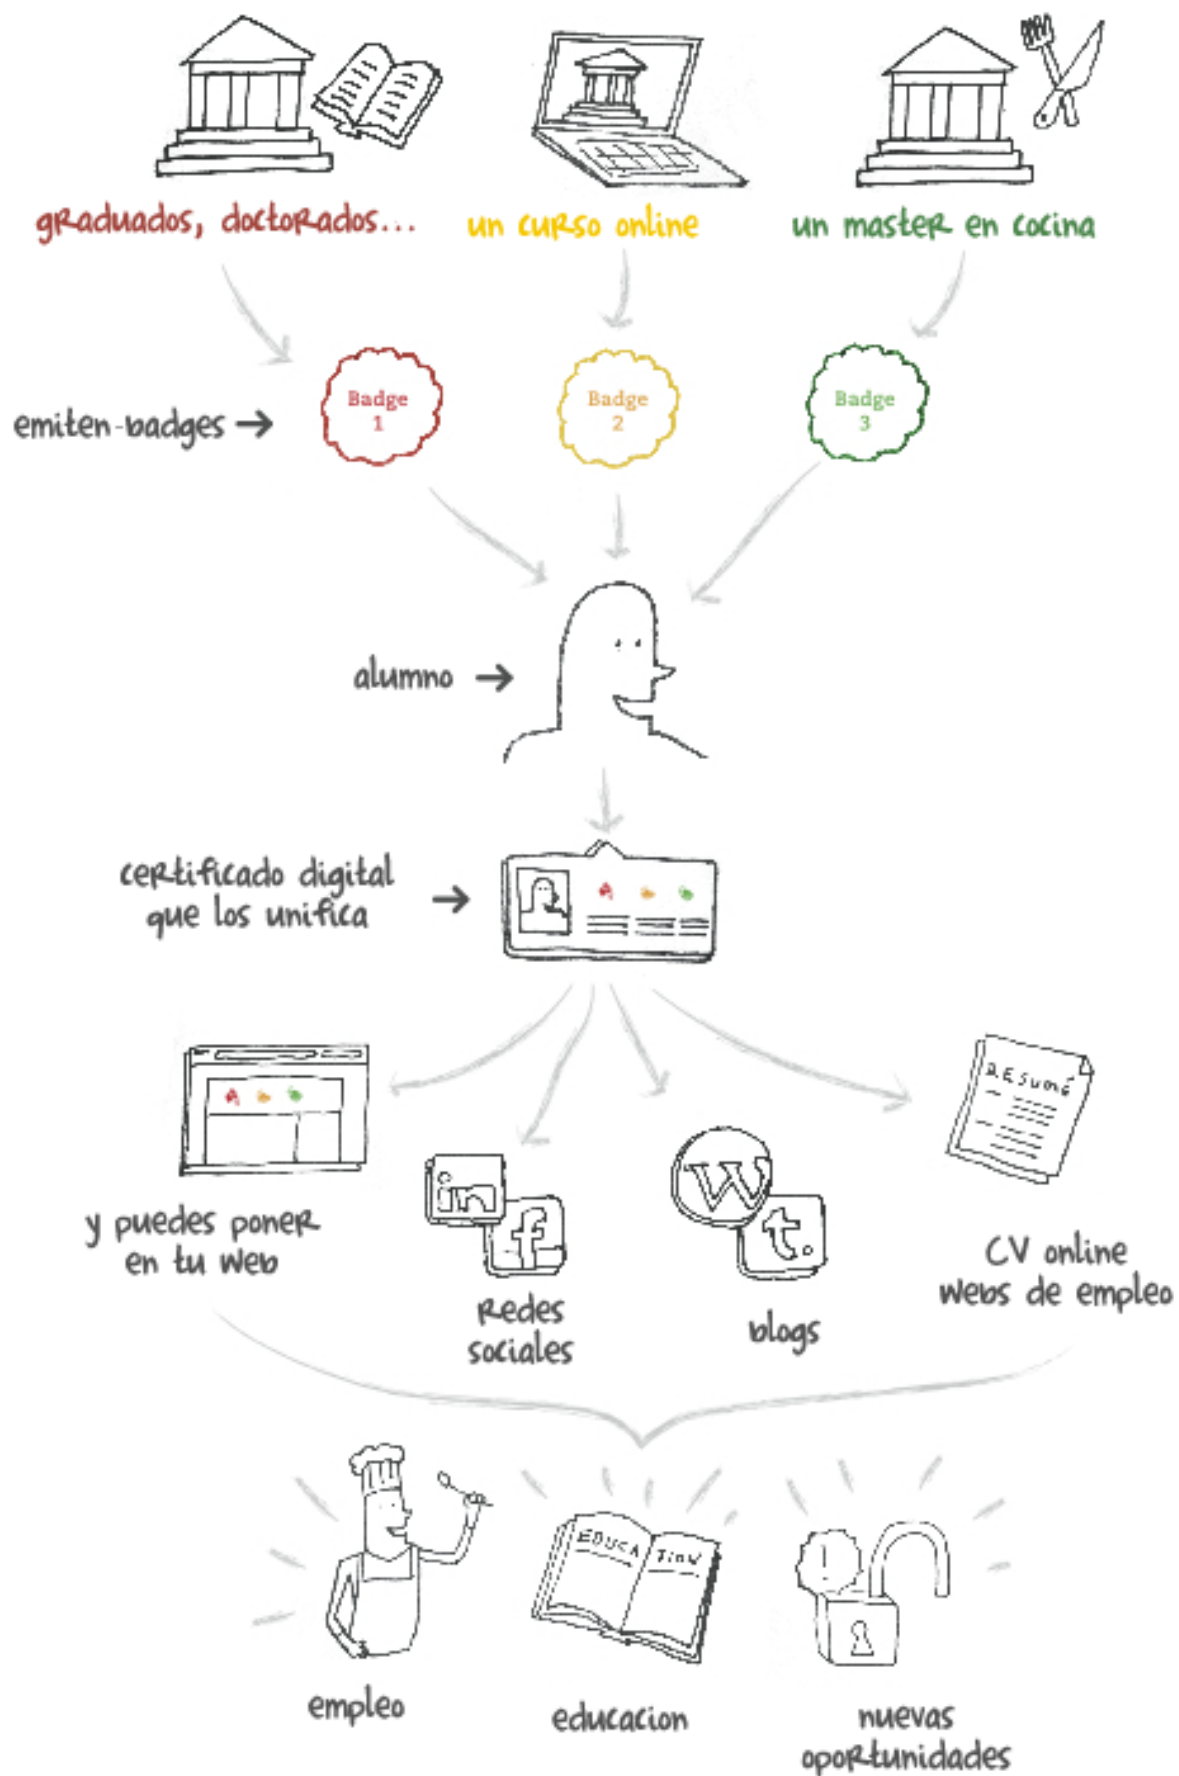 graduados, doctorados...
un curso online
un master en cocina
emiten-badges →
Badge
1
Badge
2
Badge
3
alumno →
certificado digital
que los unifica →
y puedes poner
en tu web
in
f
Redes
sociales
W
t.
blogs
RESUMÉ
CV online
webs de empleo
empleo
EDUCATION
educacion
!
nuevas
oportunidades